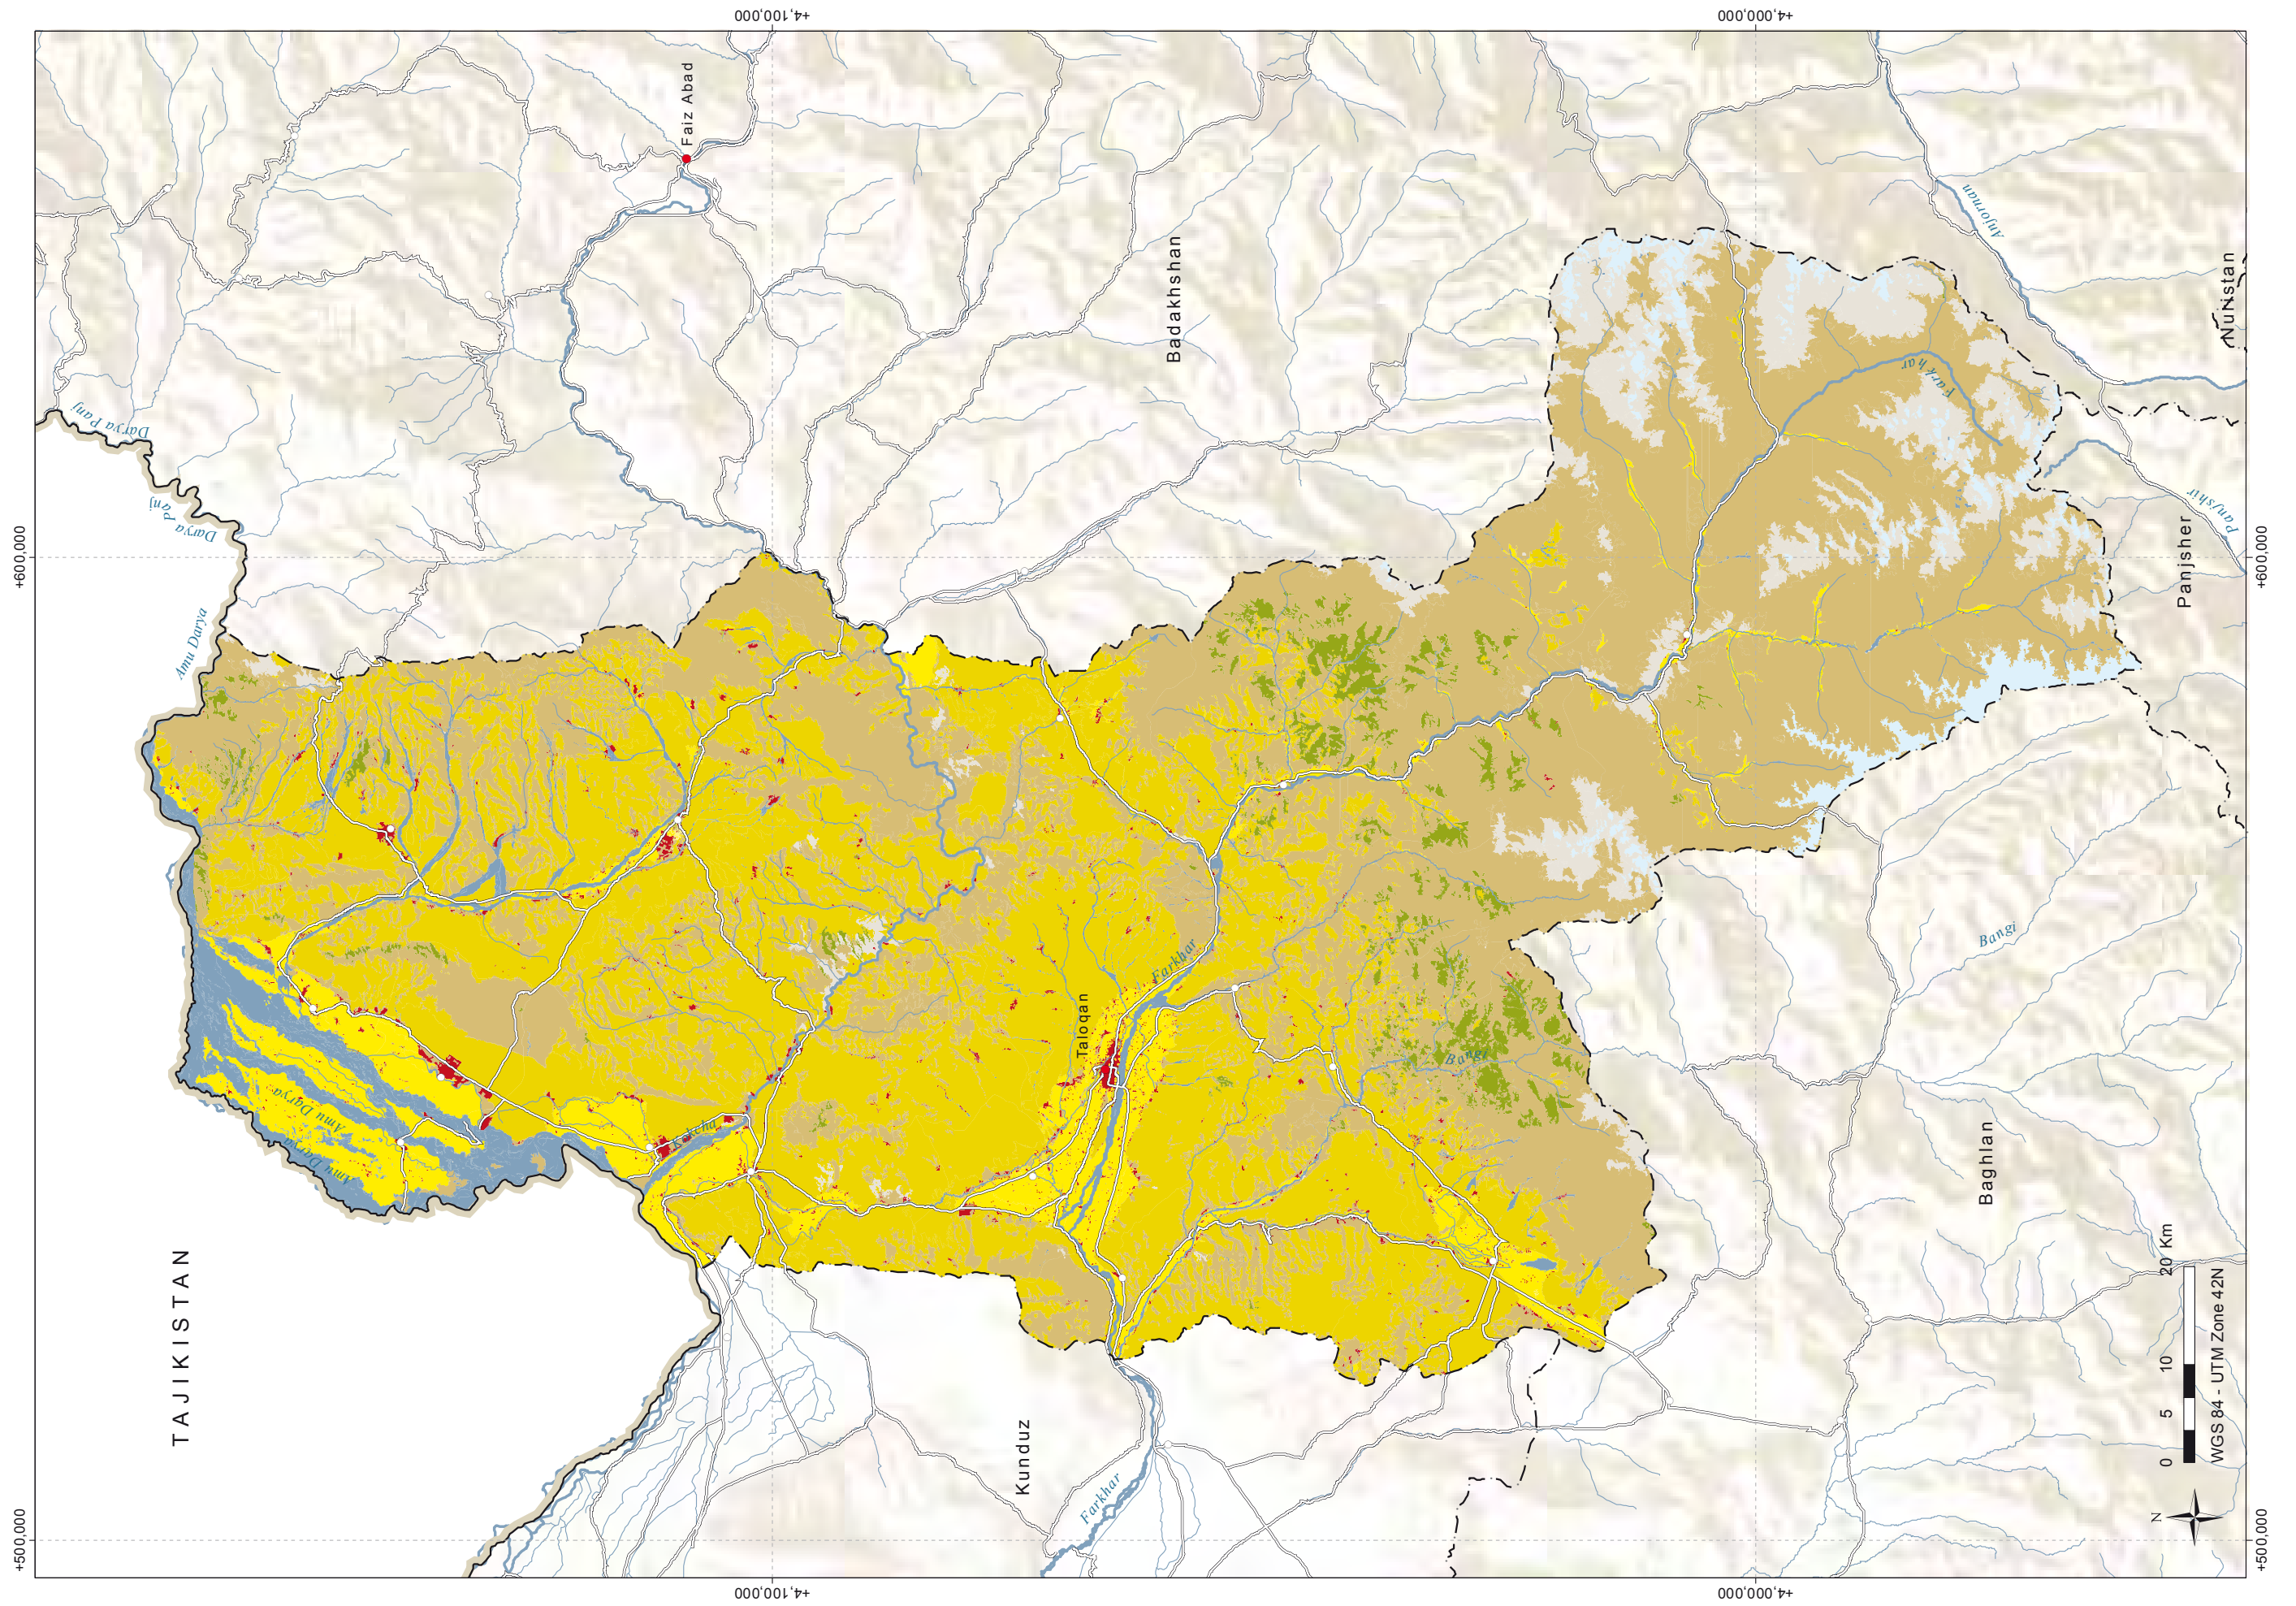 +4,100,000
+4,000,000
Faiz Abad
Anjornan
Badakhshan
Nuristan
Farkhar
Darya Panj
Darya Panj
Panjshir
Panjsher
+600,000
+600,000
Amu Darya
Bangi
Farkhar
Taloqan
Bangi
Amu Darya
Amu Darya
Kokcha
Baghlan
TAJIKISTAN
Kunduz
Farkhar
0 5 10 20 Km
WGS 84 - UTM Zone 42N
N
+500,000
+500,000
+4,100,000
+4,000,000